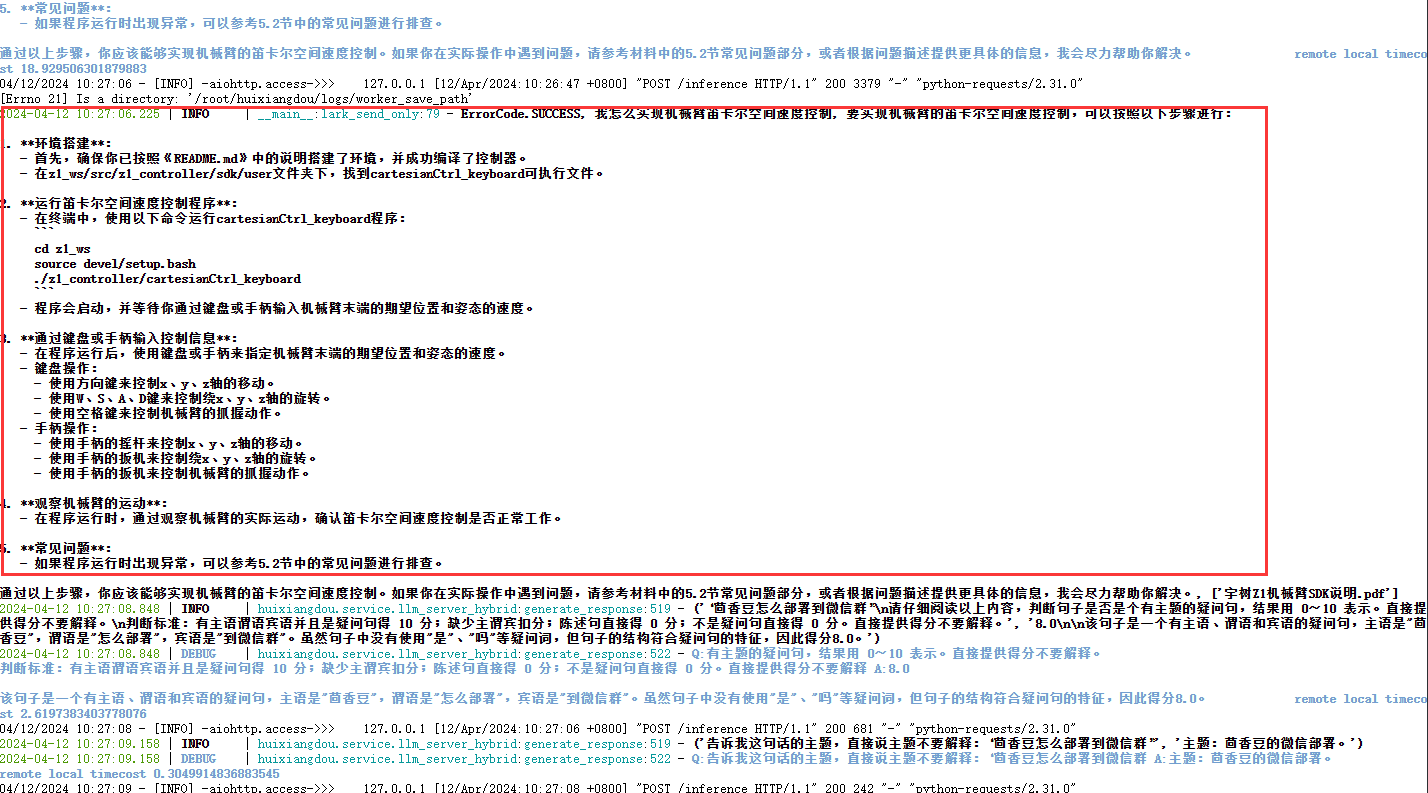 5. **常见问题**:
- 如果程序运行时出现异常，可以参考5.2节中的常见问题进行排查。
通过以上步骤，你应该能够实现机械臂的笛卡尔空间速度控制。如果你在实际操作中遇到问题，请参考材料中的5.2节常见问题部分，或者根据问题描述提供更具体的信息，我会尽力帮助你解决。 remote local timeco
st 18.929506301879883
04/12/2024 10:27:06 - [INFO] -aiohttp.access->>> 127.0.0.1 [12/Apr/2024:10:26:47 +0800] "POST /inference HTTP/1.1" 200 3379 "-" "python-requests/2.31.0"
[Errno 21] Is a directory: '/root/huixiangdou/logs/worker_save_path'
2024-04-12 10:27:06.225 | INFO | __main__:lark_send_only:79 - ErrorCode.SUCCESS, 我怎么实现机械臂笛卡尔空间速度控制, 要实现机械臂的笛卡尔空间速度控制，可以按照以下步骤进行：
1. **环境搭建**:
- 首先，确保你已按照《README.md》中的说明搭建了环境，并成功编译了控制器。
- 在z1_ws/src/z1_controller/sdk/user文件夹下，找到cartesianCtrl_keyboard可执行文件。
2. **运行笛卡尔空间速度控制程序**:
- 在终端中，使用以下命令运行cartesianCtrl_keyboard程序：
```
cd z1_ws
source devel/setup.bash
./z1_controller/cartesianCtrl_keyboard
```
- 程序会启动，并等待你通过键盘或手柄输入机械臂末端的期望位置和姿态的速度。
3. **通过键盘或手柄输入控制信息**:
- 在程序运行后，使用键盘或手柄来指定机械臂末端的期望位置和姿态的速度。
- 键盘操作：
- 使用方向键来控制x、y、z轴的移动。
- 使用W、S、A、D键来控制绕x、y、z轴的旋转。
- 使用空格键来控制机械臂的抓握动作。
- 手柄操作：
- 使用手柄的摇杆来控制x、y、z轴的移动。
- 使用手柄的扳机来控制绕x、y、z轴的旋转。
- 使用手柄的扳机来控制机械臂的抓握动作。
4. **观察机械臂的运动**:
- 在程序运行时，通过观察机械臂的实际运动，确认笛卡尔空间速度控制是否正常工作。
5. **常见问题**:
- 如果程序运行时出现异常，可以参考5.2节中的常见问题进行排查。
通过以上步骤，你应该能够实现机械臂的笛卡尔空间速度控制。如果你在实际操作中遇到问题，请参考材料中的5.2节常见问题部分，或者根据问题描述提供更具体的信息，我会尽力帮助你解决。, ['宇树Z1机械臂SDK说明.pdf']
2024-04-12 10:27:08.848 | INFO | huixiangdou.service.llm_server_hybrid:generate_response:519 - ('“茴香豆怎么部署到微信群”\n请仔细阅读以上内容，判断句子是否是个有主题的疑问句，结果用 0～10 表示。直接提
供得分不要解释。\n判断标准：有主语谓语宾语并且是疑问句得 10 分；缺少主谓宾扣分；陈述句直接得 0 分；不是疑问句直接得 0 分。直接提供得分不要解释。', '8.0\n\n该句子是一个有主语、谓语和宾语的疑问句，主语是"茴
香豆"，谓语是"怎么部署"，宾语是"到微信群"。虽然句子中没有使用"是"、"吗"等疑问词，但句子的结构符合疑问句的特征，因此得分8.0。')
2024-04-12 10:27:08.848 | DEBUG | huixiangdou.service.llm_server_hybrid:generate_response:522 - Q:有主题的疑问句，结果用 0～10 表示。直接提供得分不要解释。
判断标准：有主语谓语宾语并且是疑问句得 10 分；缺少主谓宾扣分；陈述句直接得 0 分；不是疑问句直接得 0 分。直接提供得分不要解释 A:8.0
该句子是一个有主语、谓语和宾语的疑问句，主语是"茴香豆"，谓语是"怎么部署"，宾语是"到微信群"。虽然句子中没有使用"是"、"吗"等疑问词，但句子的结构符合疑问句的特征，因此得分8.0。 remote local timeco
st 2.6197383403778076
04/12/2024 10:27:08 - [INFO] -aiohttp.access->>> 127.0.0.1 [12/Apr/2024:10:27:06 +0800] "POST /inference HTTP/1.1" 200 681 "-" "python-requests/2.31.0"
2024-04-12 10:27:09.158 | INFO | huixiangdou.service.llm_server_hybrid:generate_response:519 - ('告诉我这句话的主题，直接说主题不要解释：“茴香豆怎么部署到微信群”', '主题：茴香豆的微信部署。')
2024-04-12 10:27:09.158 | DEBUG | huixiangdou.service.llm_server_hybrid:generate_response:522 - Q:告诉我这句话的主题，直接说主题不要解释：“茴香豆怎么部署到微信群 A:主题：茴香豆的微信部署。
remote local timecost 0.3049914836883545
04/12/2024 10:27:09 - [INFO] -aiohttp.access->>> 127.0.0.1 [12/Apr/2024:10:27:08 +0800] "POST /inference HTTP/1.1" 200 242 "-" "python-requests/2.31.0"